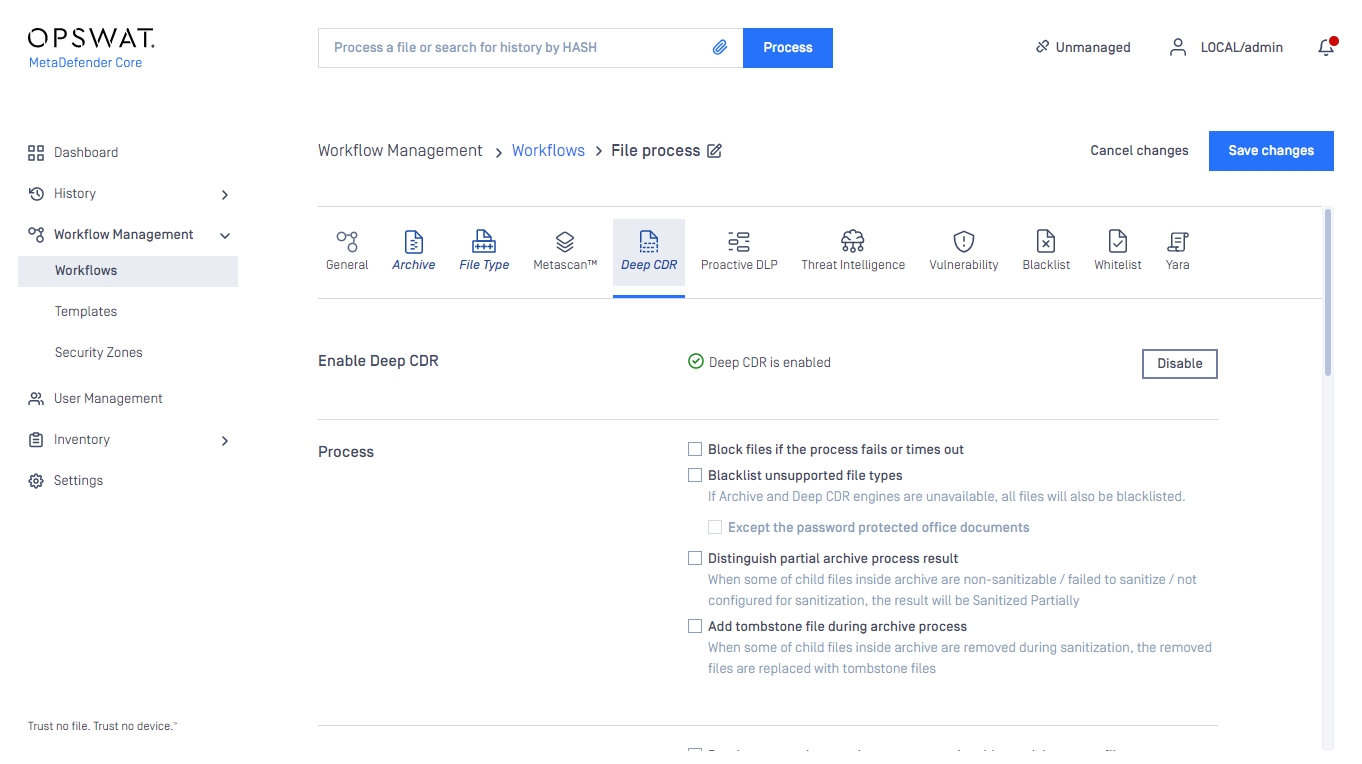 OPSWAT.
MetaDefender Core
Process a file or search for history by HASH
Process
Unmanaged
LOCAL/admin
Dashboard
History
Workflow Management
Workflows
Templates
Security Zones
User Management
Inventory
Settings
Trust no file. Trust no device.™
Workflow Management > Workflows > File process
Cancel changes
Save changes
General
Archive
File Type
Metascan™
Deep CDR
Proactive DLP
Threat Intelligence
Vulnerability
Blacklist
Whitelist
Yara
Enable Deep CDR
Deep CDR is enabled
Disable
Process
Block files if the process fails or times out
Blacklist unsupported file types
If Archive and Deep CDR engines are unavailable, all files will also be blacklisted.
Except the password protected office documents
Distinguish partial archive process result
When some of child files inside archive are non-sanitizable / failed to sanitize / not
configured for sanitization, the result will be Sanitized Partially
Add tombstone file during archive process
When some of child files inside archive are removed during sanitization, the removed
files are replaced with tombstone files